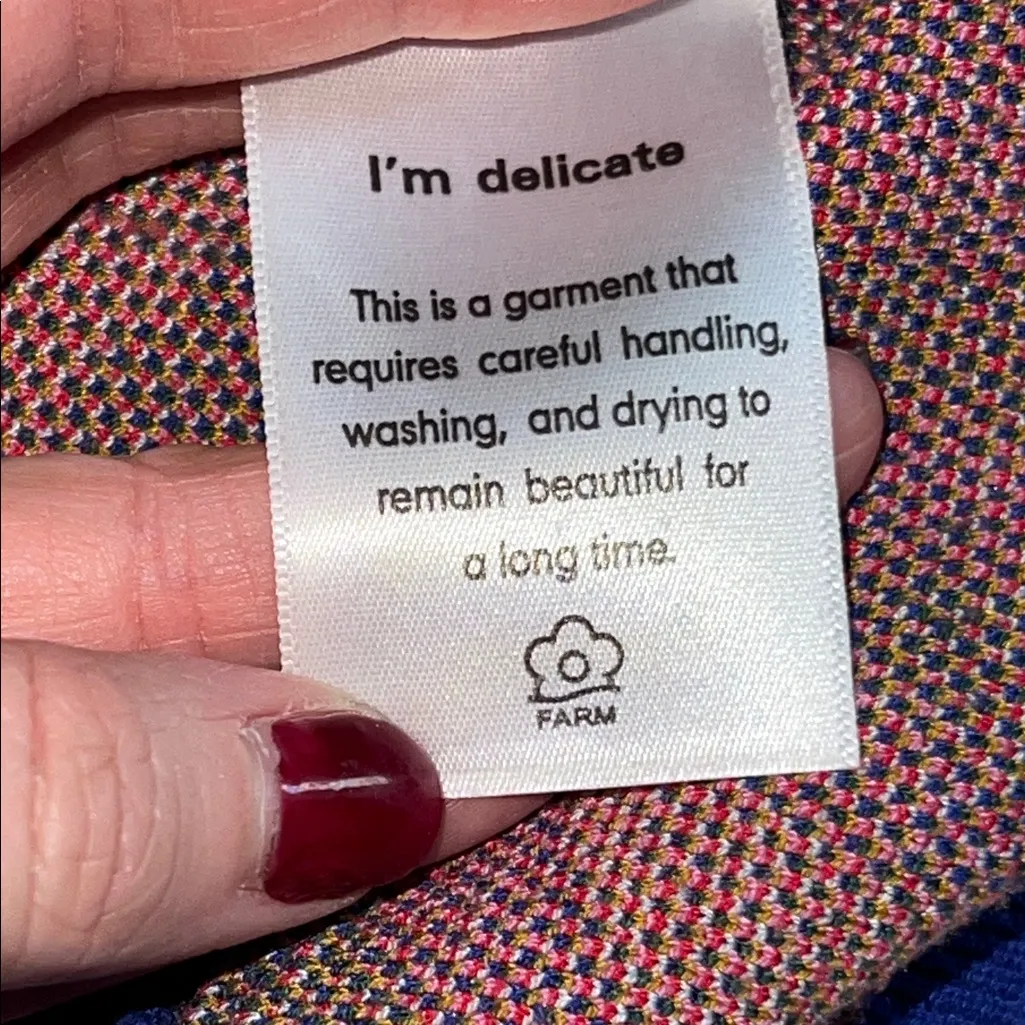 I'm delicate
This is a garment that
requires careful handling,
washing, and drying to
remain beautiful for
a long time.
FARM